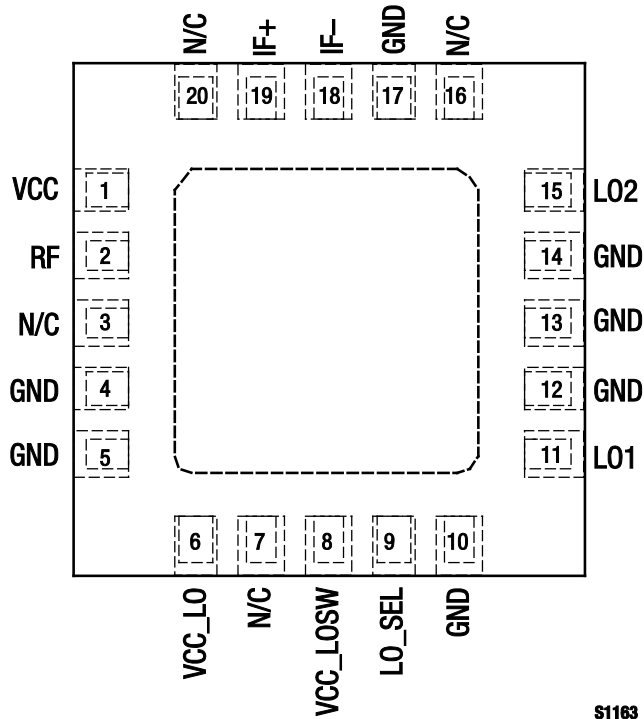 N/C IF+ IF– GND N/C
20 19 18 17 16
VCC 1 15 LO2
RF 2 14 GND
N/C 3 13 GND
GND 4 12 GND
GND 5 11 LO1
6 7 8 9 10
VCC_LO N/C VCC_LOSW LO_SEL GND
S1163